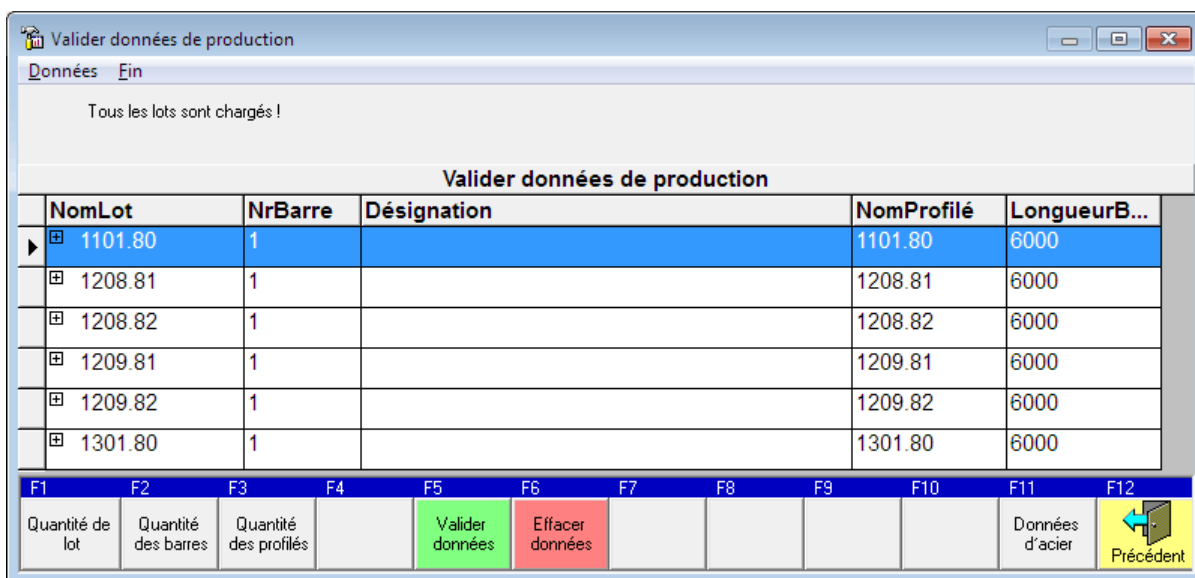 Valider données de production
Données Fin
Tous les lots sont chargés !
Valider données de production
NomLot NrBarre Désignation NomProfilé LongueurB...
1101.80 1 1101.80 6000
1208.81 1 1208.81 6000
1208.82 1 1208.82 6000
1209.81 1 1209.81 6000
1209.82 1 1209.82 6000
1301.80 1 1301.80 6000
F1 F2 F3 F4 F5 F6 F7 F8 F9 F10 F11 F12
Quantité de lot
Quantité des barres
Quantité des profilés
Valider données
Effacer données
Données d'acier
Précédent